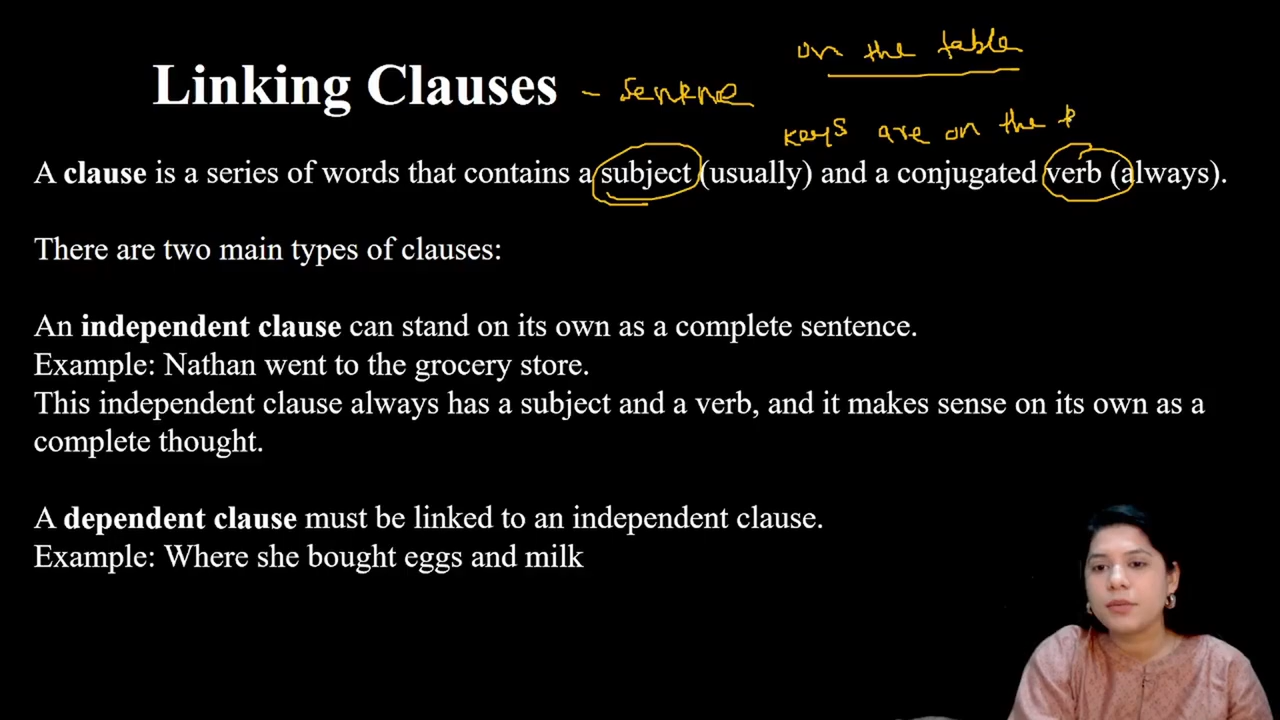 on the table
Linking Clauses - Sentence
keys are on the t
A clause is a series of words that contains a subject (usually) and a conjugated verb (always).
There are two main types of clauses:
An independent clause can stand on its own as a complete sentence.
Example: Nathan went to the grocery store.
This independent clause always has a subject and a verb, and it makes sense on its own as a
complete thought.
A dependent clause must be linked to an independent clause.
Example: Where she bought eggs and milk